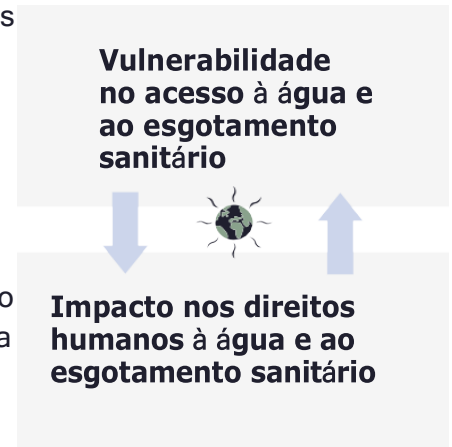 s
Vulnerabilidade
no acesso à água e
ao esgotamento
sanitário
o
Impacto nos direitos
a
humanos à água e ao
esgotamento sanitário